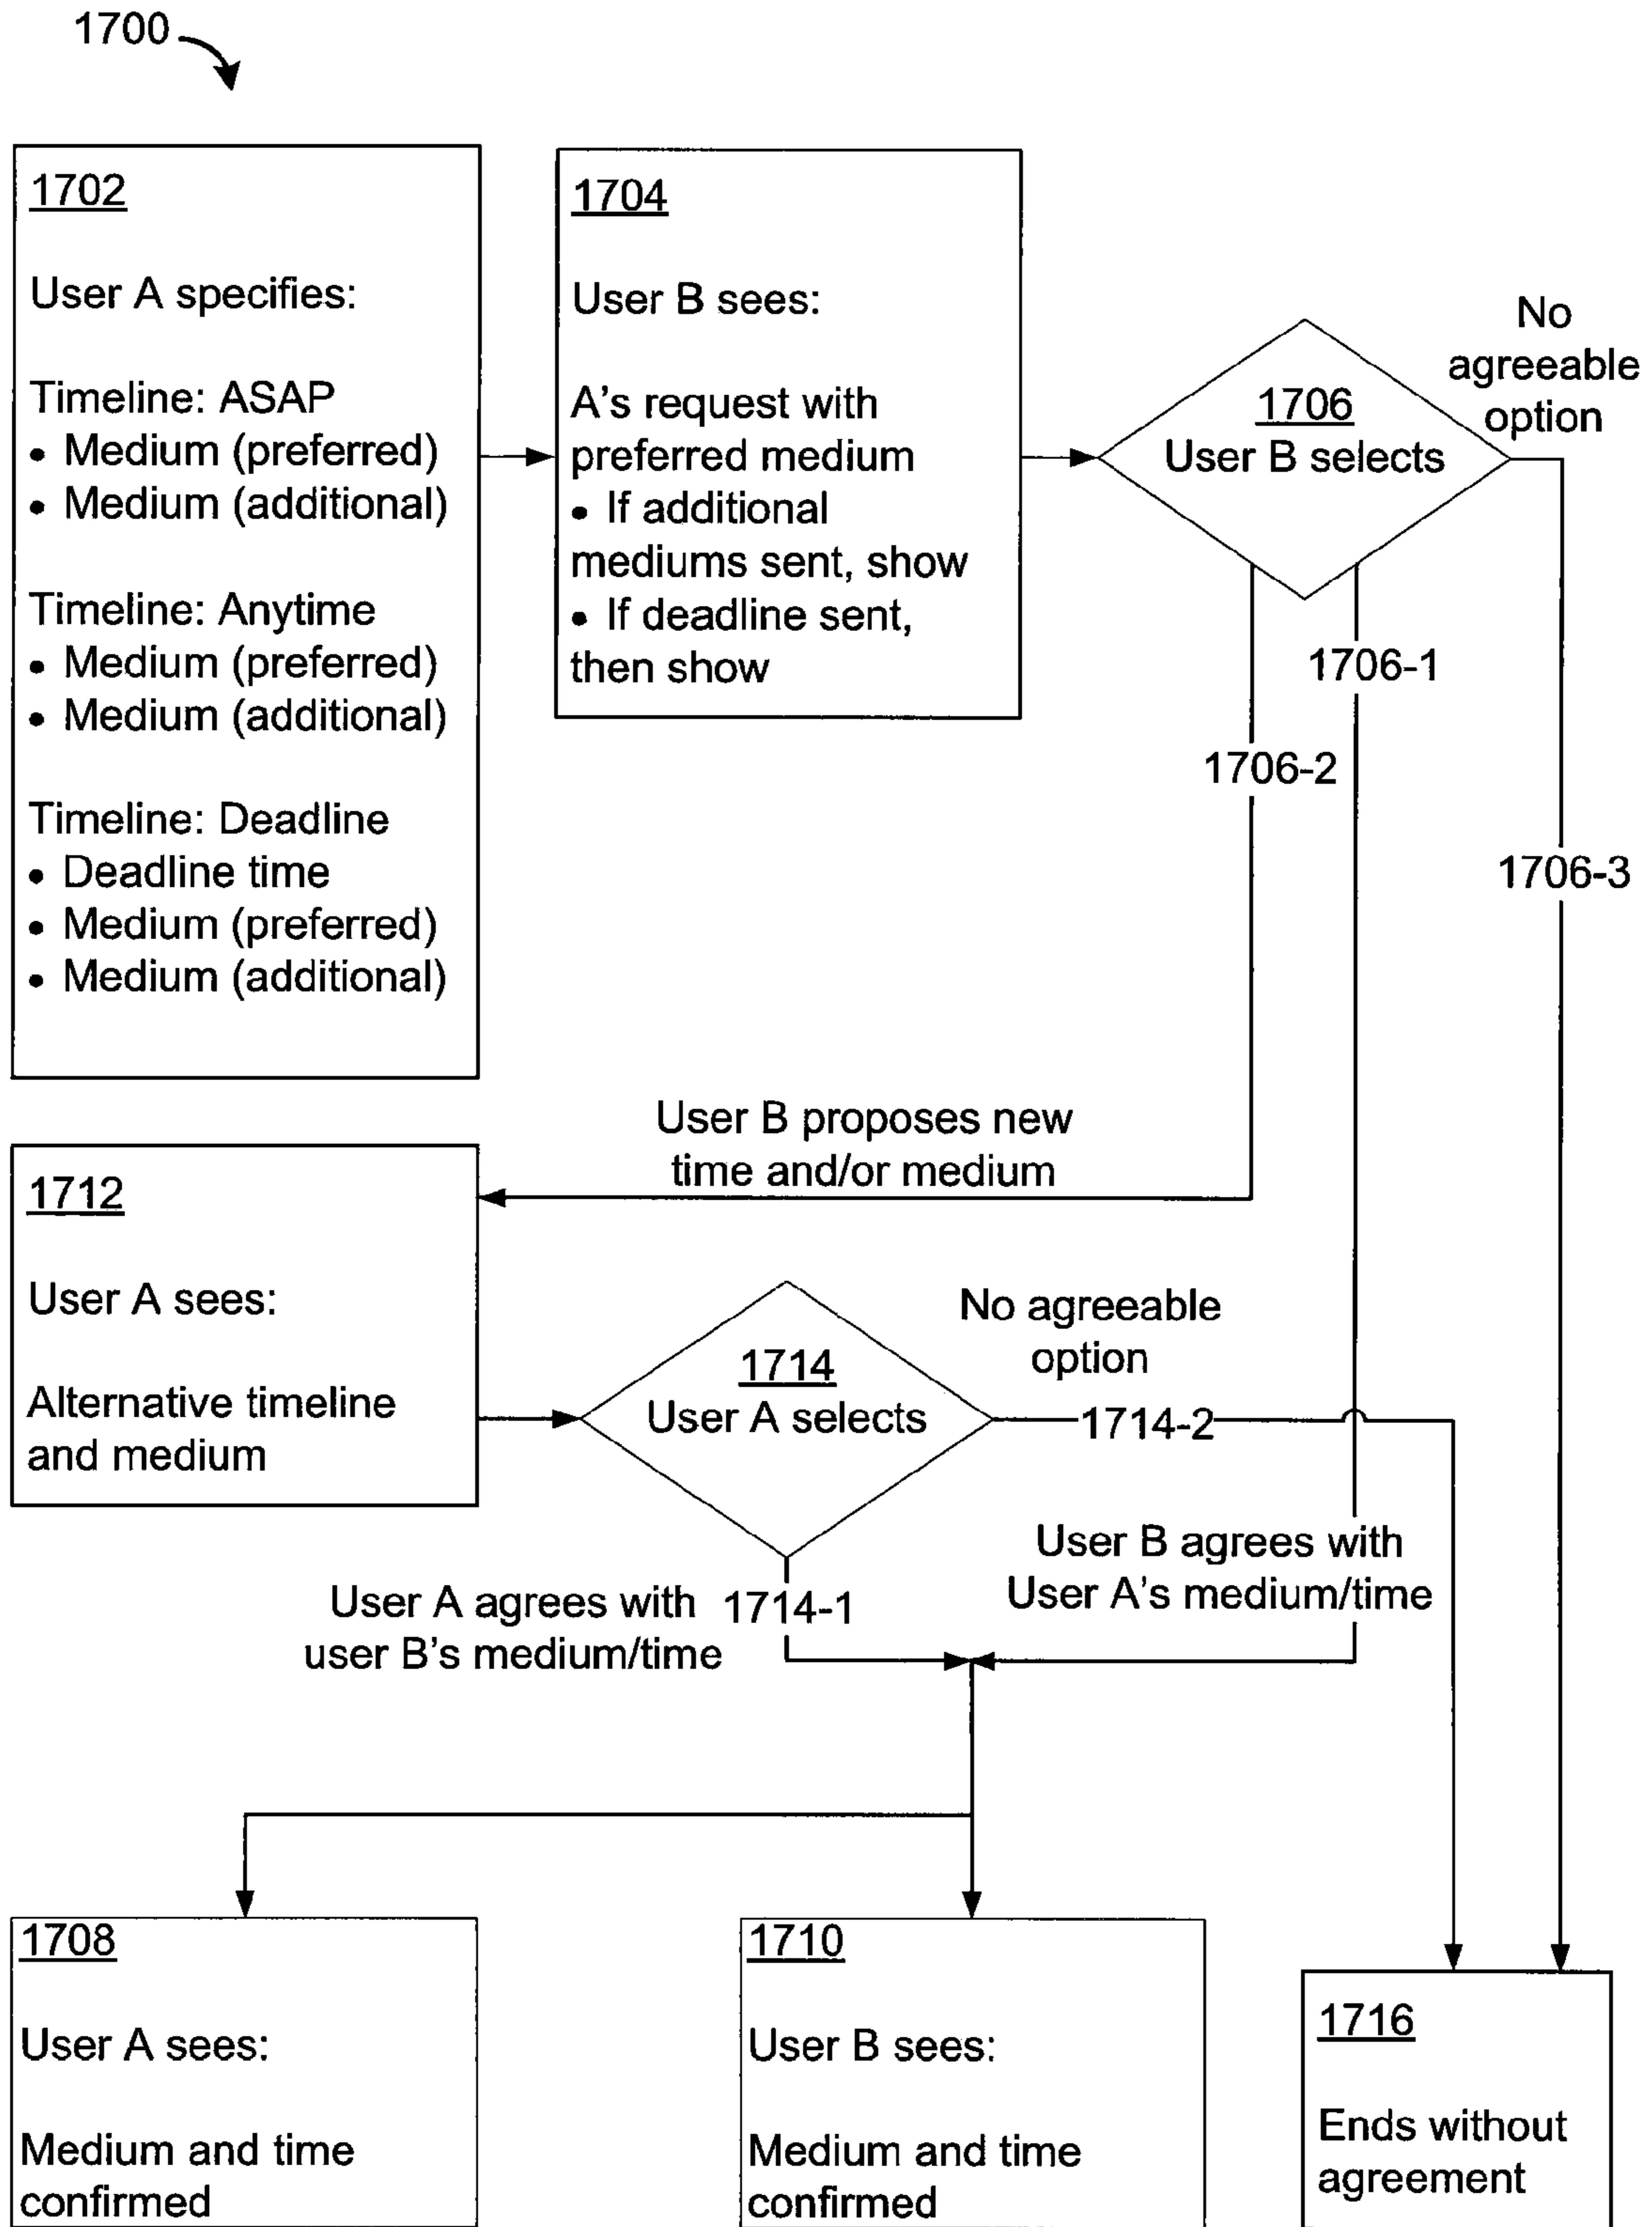 1700
1702
User A specifies:
Timeline: ASAP
• Medium (preferred)
• Medium (additional)
Timeline: Anytime
• Medium (preferred)
• Medium (additional)
Timeline: Deadline
• Deadline time
• Medium (preferred)
• Medium (additional)
1704
User B sees:
A's request with
preferred medium
• If additional
mediums sent, show
• If deadline sent,
then show
1706
User B selects
No
agreeable
option
1706-1
1706-2
1706-3
User B proposes new
time and/or medium
1712
User A sees:
Alternative timeline
and medium
1714
User A selects
No agreeable
option
1714-2
User B agrees with
User A's medium/time
User A agrees with
user B's medium/time
1714-1
1708
User A sees:
Medium and time
confirmed
1710
User B sees:
Medium and time
confirmed
1716
Ends without
agreement